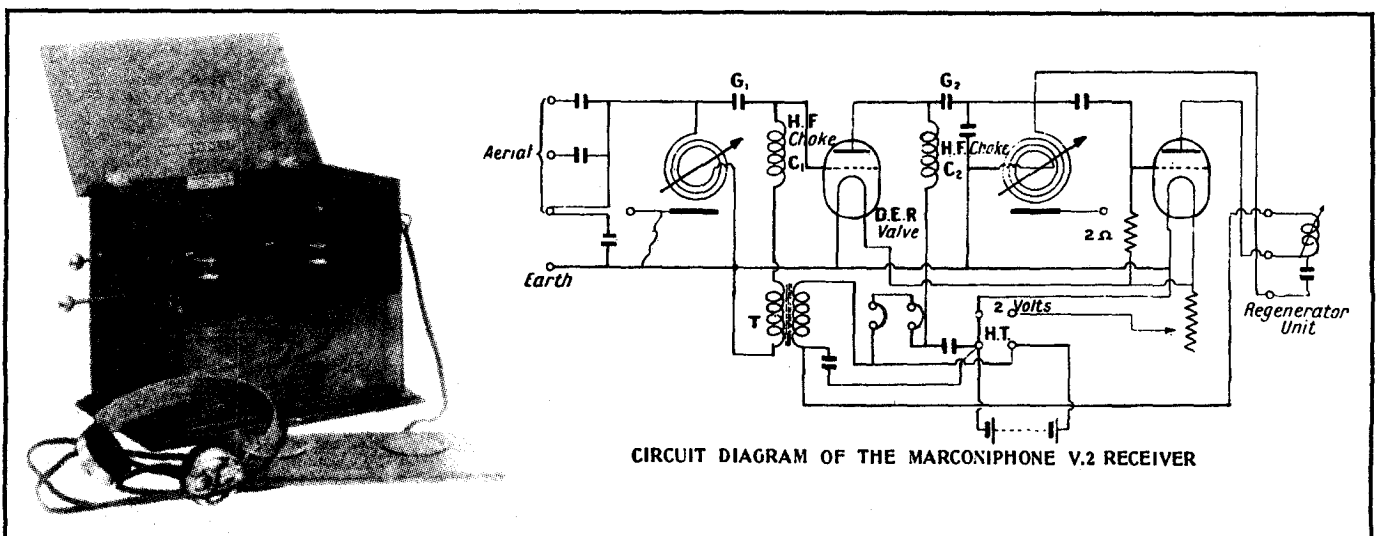 G₁
G₂
H.F
Choke
C₁
H.F. Choke
C₂
Aerial
D.E.R
Valve
2 Ω
Earth
T
2 Volts
H.T.
Regenerator
Unit
CIRCUIT DIAGRAM OF THE MARCONIPHONE V.2 RECEIVER